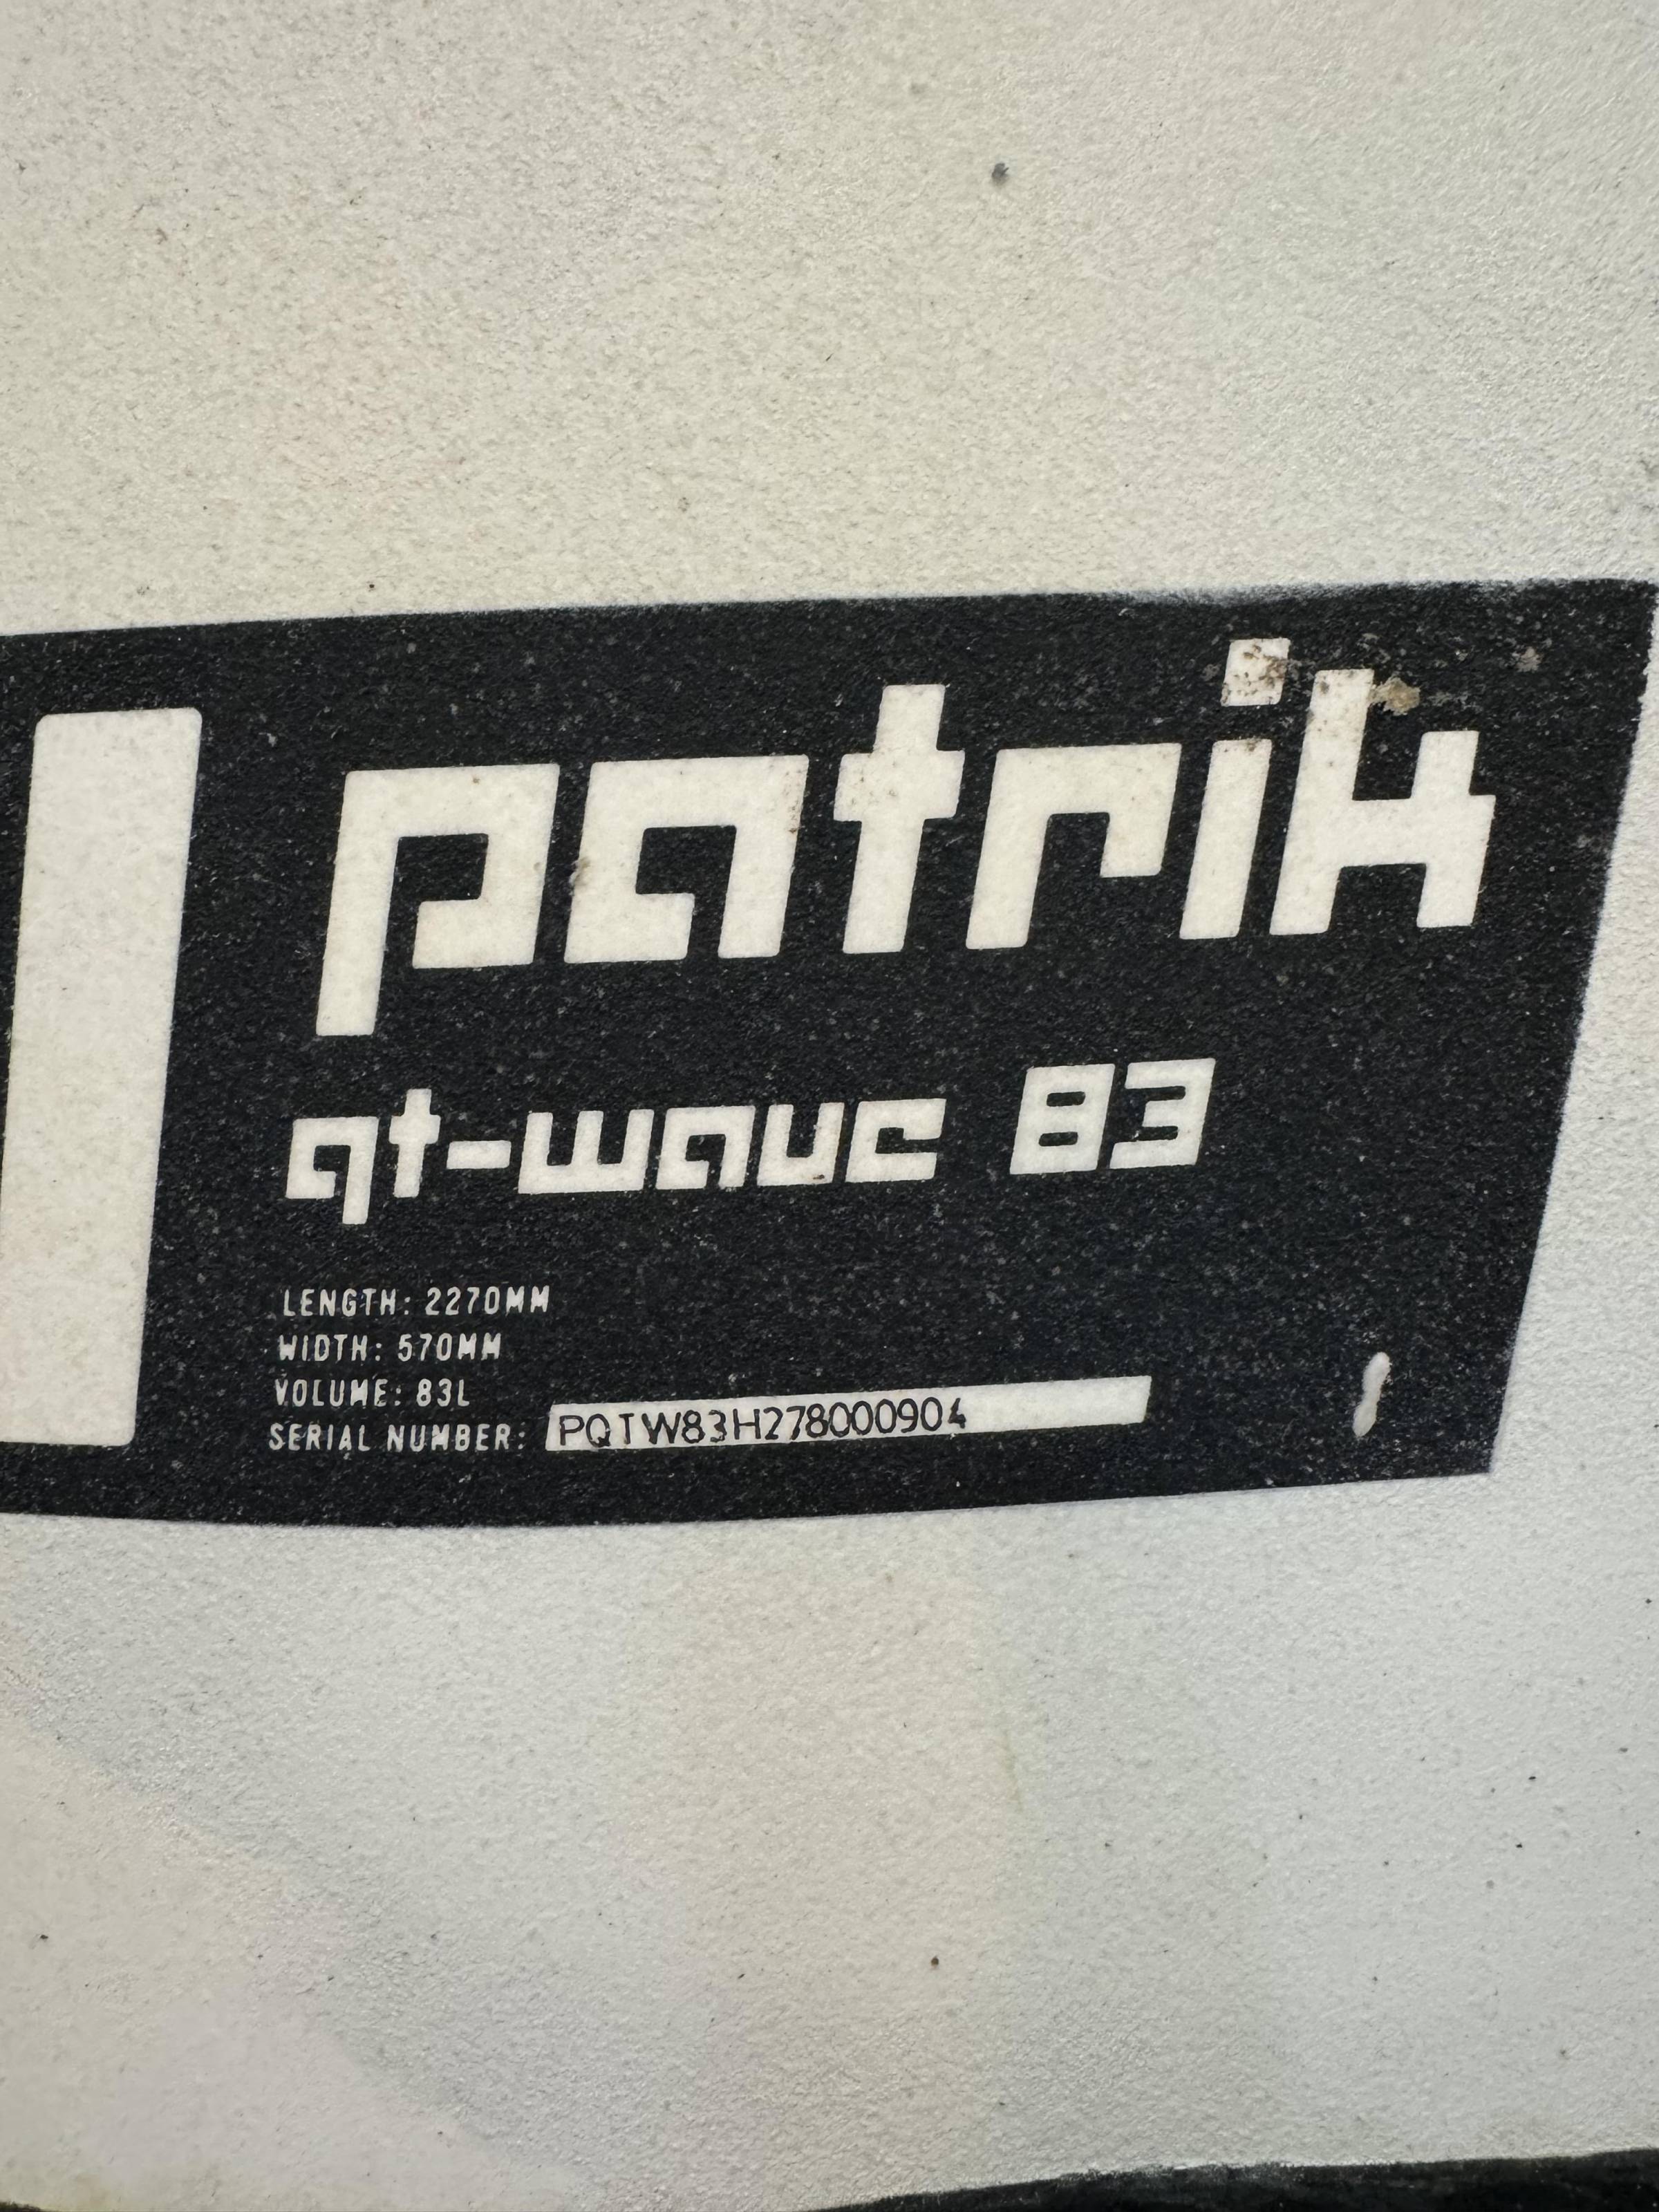 patrik
qt-wave 83
LENGTH: 2270MM
WIDTH: 570MM
VOLUME: 83L
SERIAL NUMBER: PQTW83H278000904